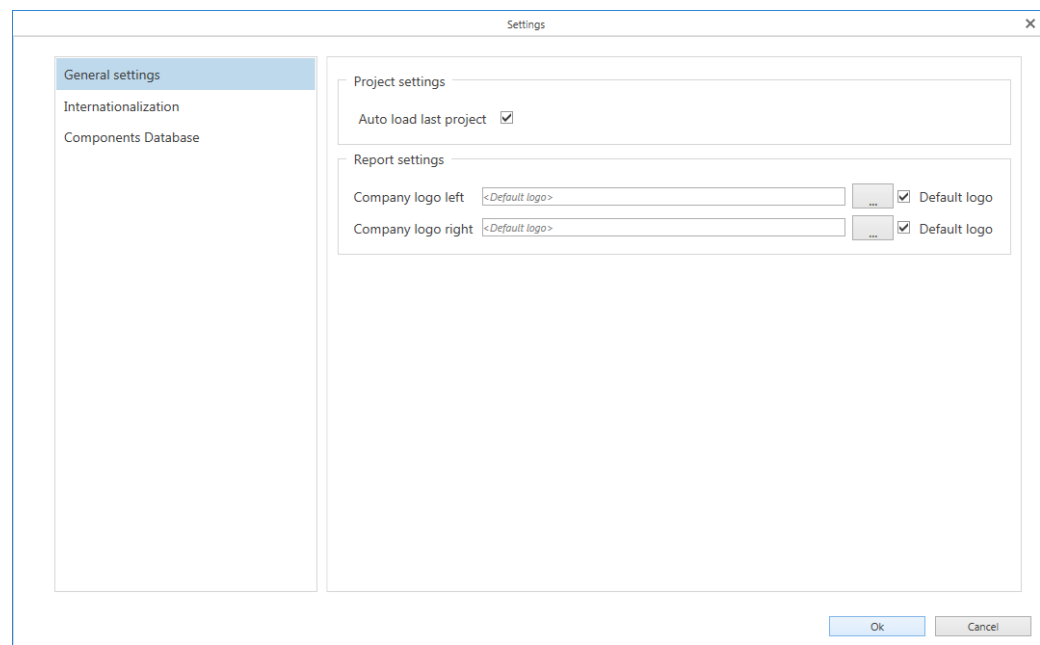 Settings
General settings
Internationalization
Components Database
Project settings
Auto load last project
Report settings
Company logo left <Default logo> ... Default logo
Company logo right <Default logo> ... Default logo
Ok Cancel